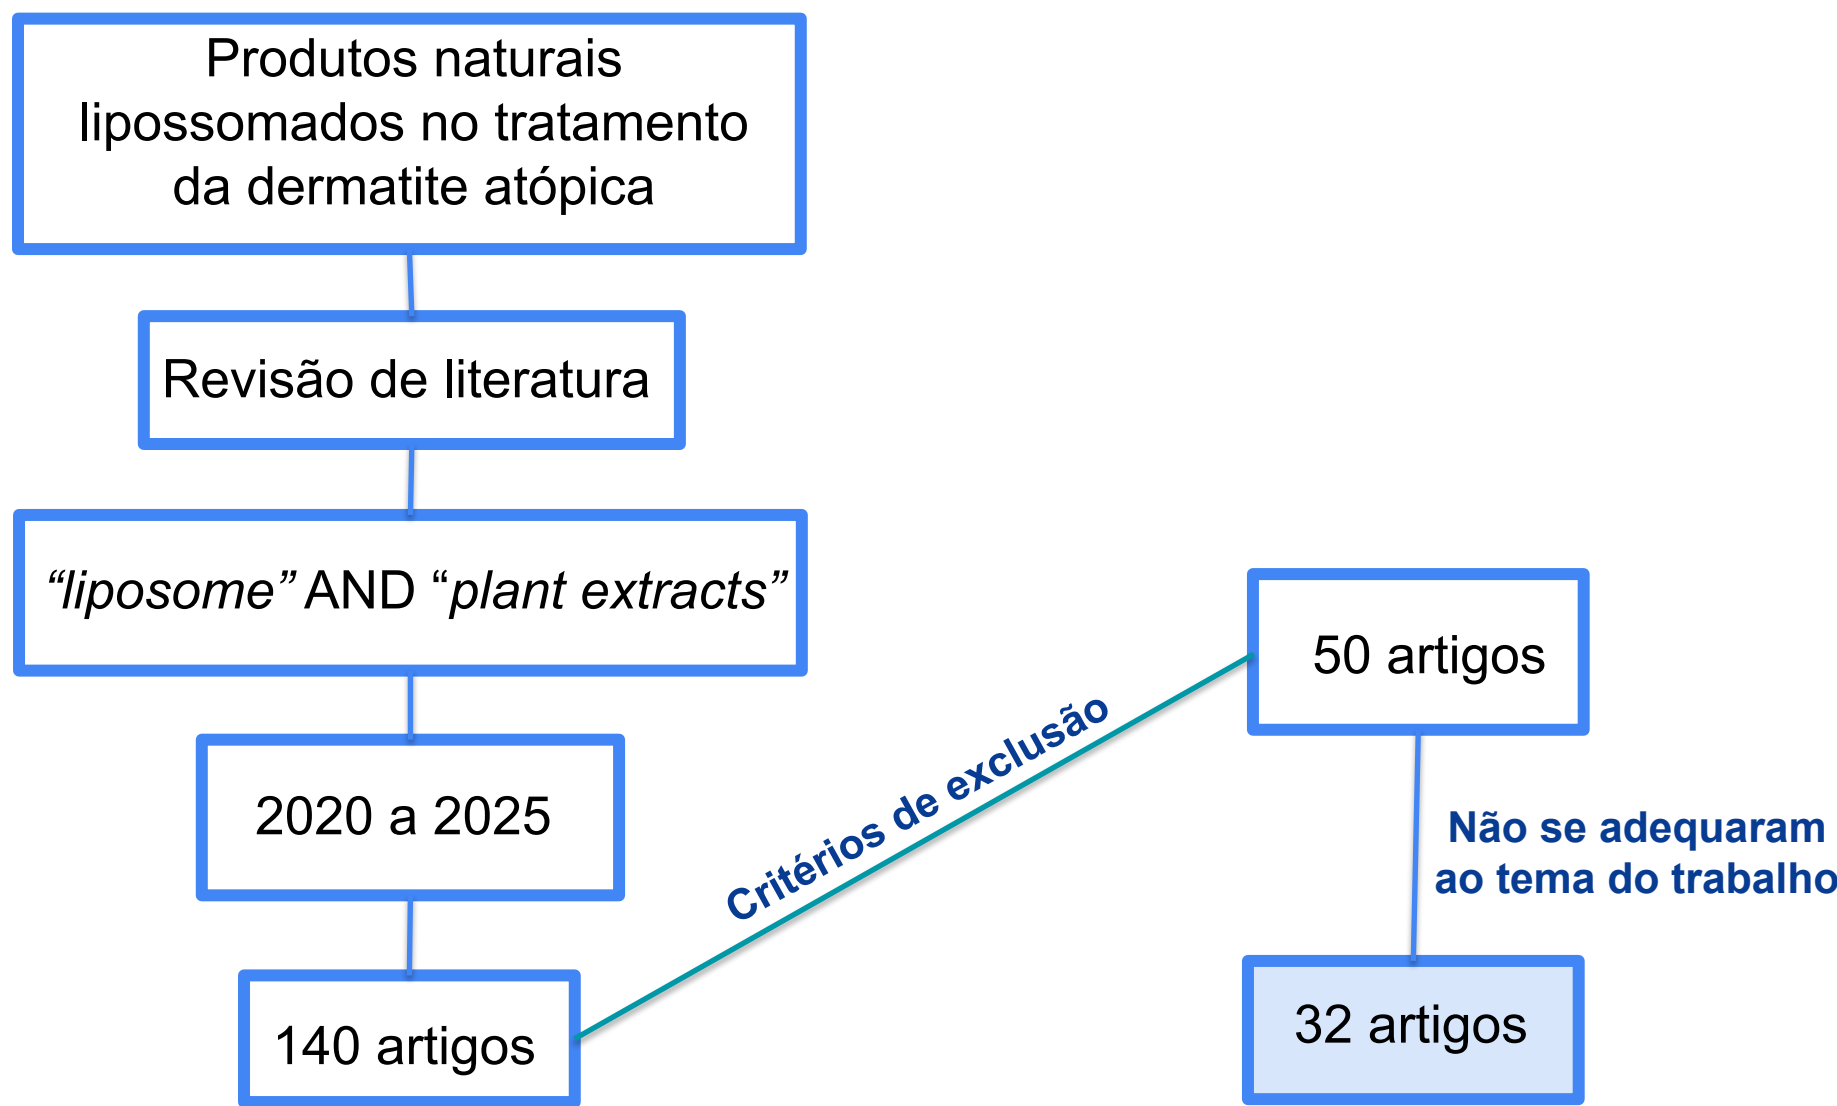 Produtos naturais
lipossomados no tratamento
da dermatite atópica
Revisão de literatura
“liposome” AND “plant extracts”
2020 a 2025
140 artigos
Critérios de exclusão
50 artigos
Não se adequaram
ao tema do trabalho
32 artigos